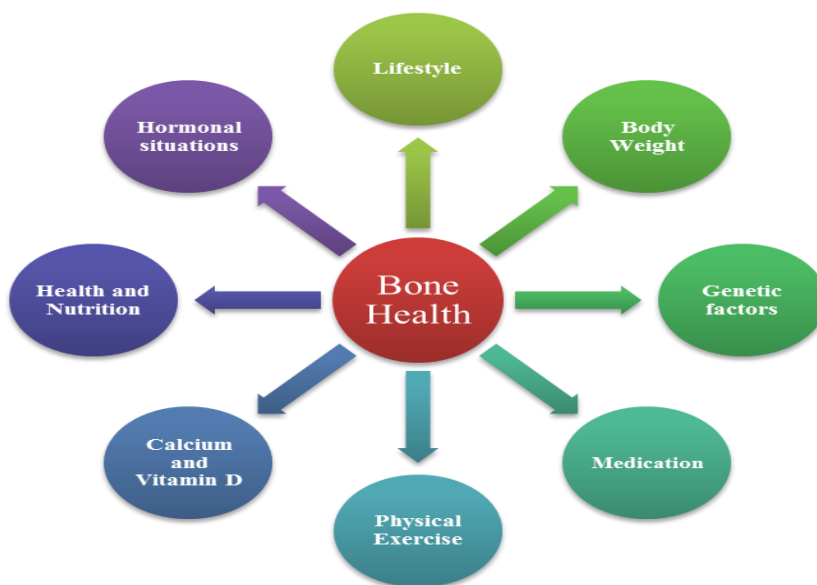 Lifestyle
Body
Weight
Genetic
factors
Medication
Physical
Exercise
Calcium
and
Vitamin D
Health and
Nutrition
Hormonal
situations
Bone
Health